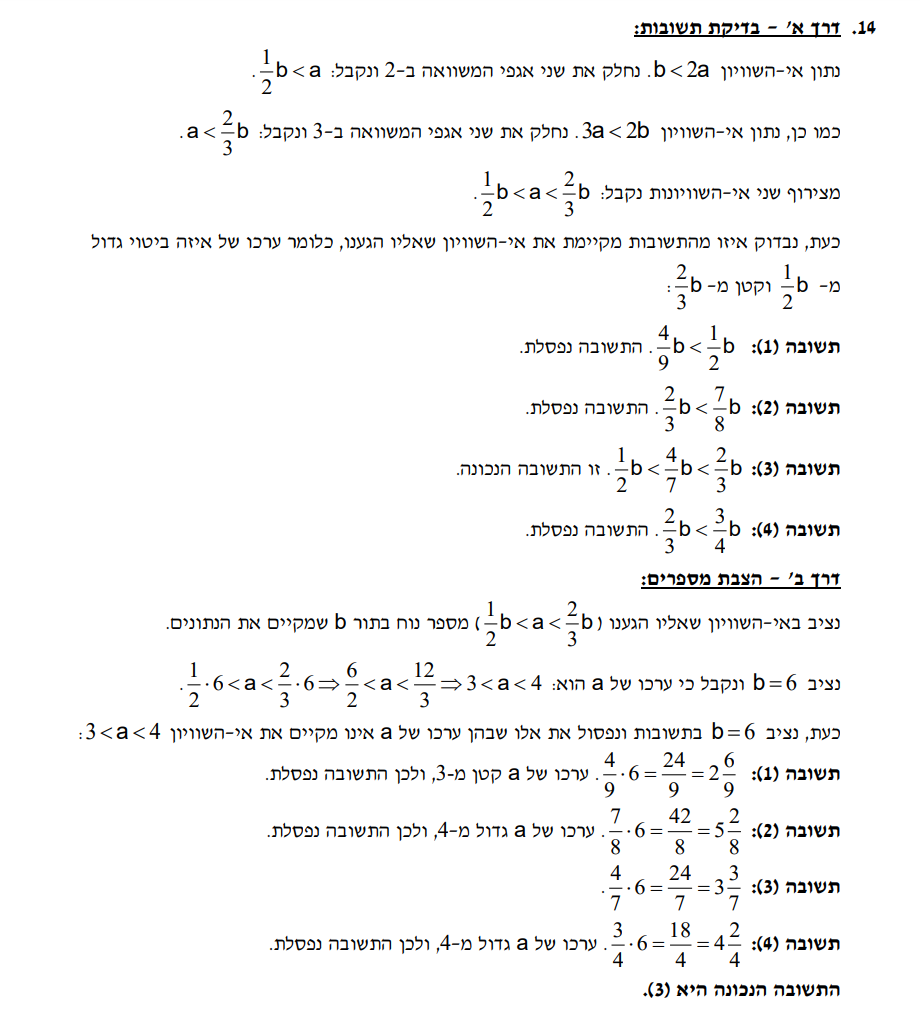 14. דרך א' – בדיקת תשובות:
נתון אי-השוויון b < 2a. נחלק את שני אגפי המשוואה ב-2 ונקבל: \frac{1}{2}b < a.
כמו כן, נתון אי-השוויון 3a < 2b. נחלק את שני אגפי המשוואה ב-3 ונקבל: a < \frac{2}{3}b.
מצירוף שני אי-השוויונות נקבל: \frac{1}{2}b < a < \frac{2}{3}b.
כעת, נבדוק איזו מהתשובות מקיימת את אי-השוויון שאליו הגענו, כלומר ערכו של איזה ביטוי גדול
מ- \frac{1}{2}b וקטן מ- \frac{2}{3}b:
תשובה (1): \frac{4}{9}b < \frac{1}{2}b. התשובה נפסלת.
תשובה (2): \frac{2}{3}b < \frac{7}{8}b. התשובה נפסלת.
תשובה (3): \frac{1}{2}b < \frac{4}{7}b < \frac{2}{3}b. זו התשובה הנכונה.
תשובה (4): \frac{2}{3}b < \frac{3}{4}b. התשובה נפסלת.
דרך ב' – הצבת מספרים:
נציב באי-השוויון שאליו הגענו (\frac{1}{2}b < a < \frac{2}{3}b) מספר נוח בתור b שמקיים את הנתונים.
נציב b = 6 ונקבל כי ערכו של a הוא: \frac{1}{2} · 6 < a < \frac{2}{3} · 6 ⇒ \frac{6}{2} < a < \frac{12}{3} ⇒ 3 < a < 4.
כעת, נציב b = 6 בתשובות ונפסול את אלו שבהן ערכו של a אינו מקיים את אי-השוויון 3 < a < 4:
תשובה (1): \frac{4}{9} · 6 = \frac{24}{9} = 2\frac{6}{9}. ערכו של a קטן מ-3, ולכן התשובה נפסלת.
תשובה (2): \frac{7}{8} · 6 = \frac{42}{8} = 5\frac{2}{8}. ערכו של a גדול מ-4, ולכן התשובה נפסלת.
תשובה (3): \frac{4}{7} · 6 = \frac{24}{7} = 3\frac{3}{7}.
תשובה (4): \frac{3}{4} · 6 = \frac{18}{4} = 4\frac{2}{4}. ערכו של a גדול מ-4, ולכן התשובה נפסלת.
התשובה הנכונה היא (3).